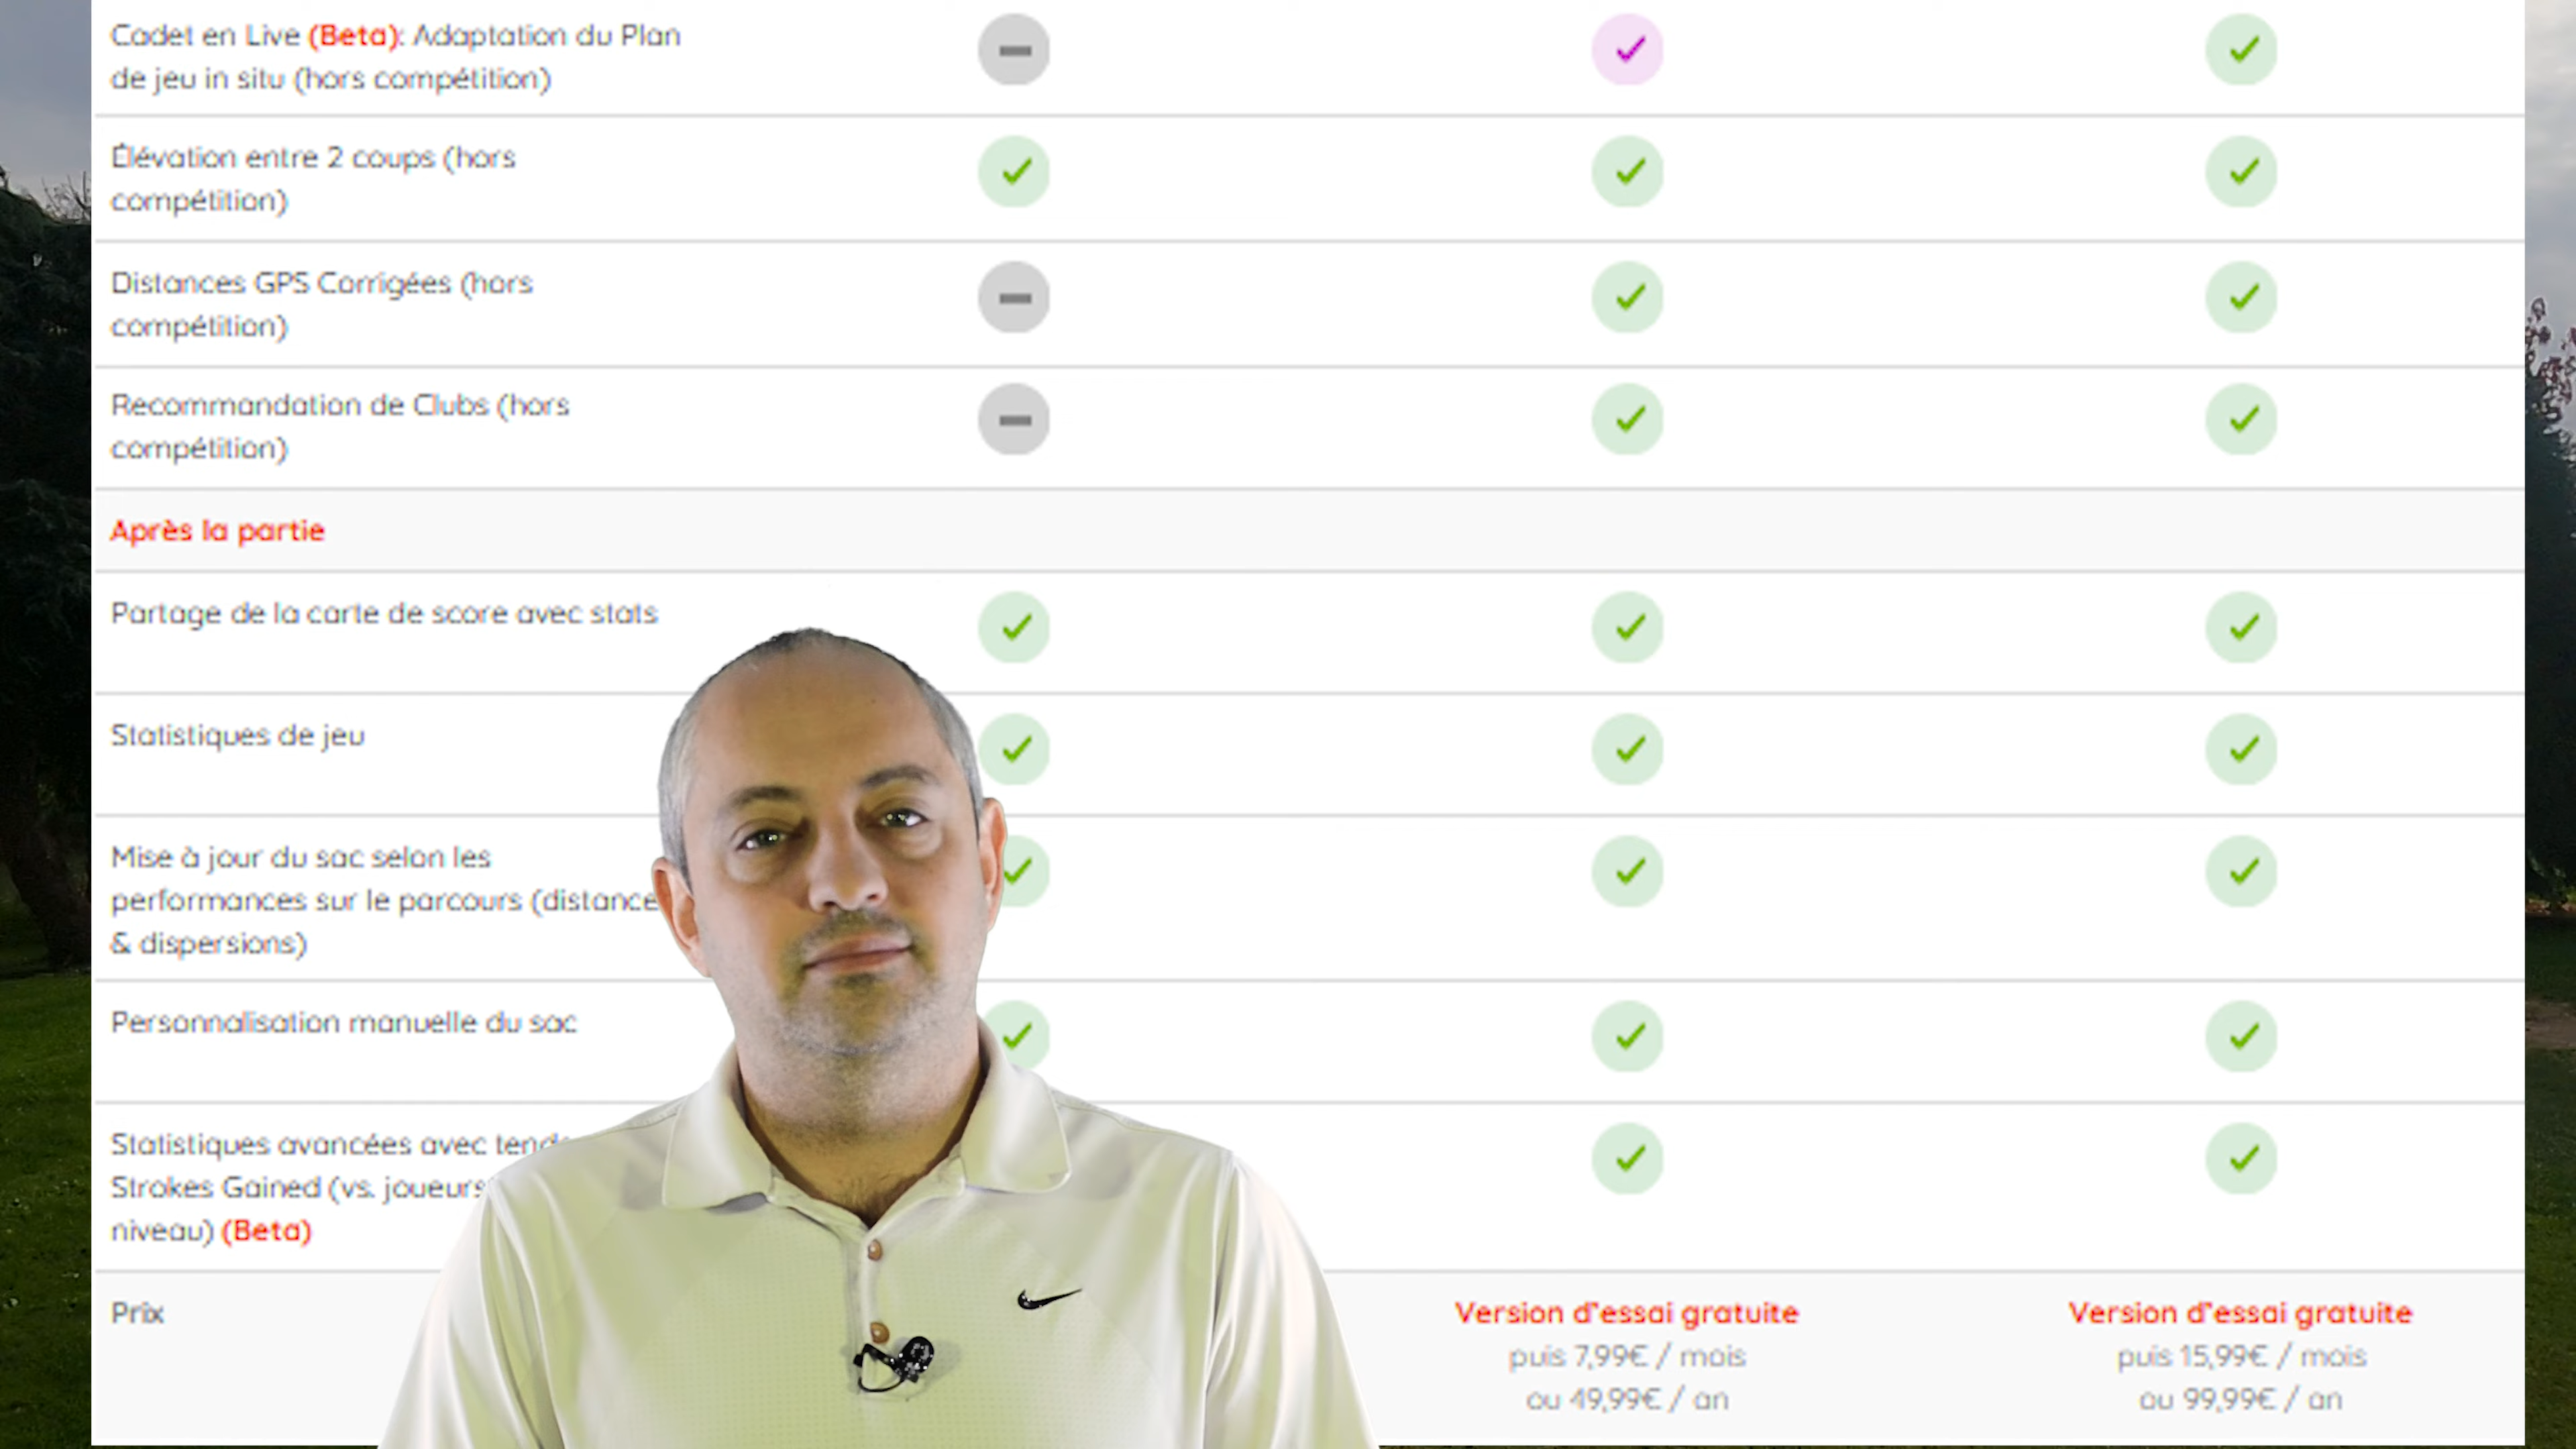 Cadet en Live (Beta): Adaptation du Plan
de jeu in situ (hors compétition)
Élévation entre 2 coups (hors
compétition)
Distances GPS Corrigées (hors
compétition)
Recommandation de Clubs (hors
compétition)
Après la partie
Partage de la carte de score avec stats
Statistiques de jeu
Mise à jour du sac selon les
performances sur le parcours (distance
& dispersions)
Personnalisation manuelle du sac
Statistiques avancées avec
Strokes Gained (vs. joueurs
niveau) (Beta)
Prix
Version d'essai gratuite
puis 7,99€ / mois
ou 49,99€ / an
Version d'essai gratuite
puis 15,99€ / mois
ou 99,99€ / an